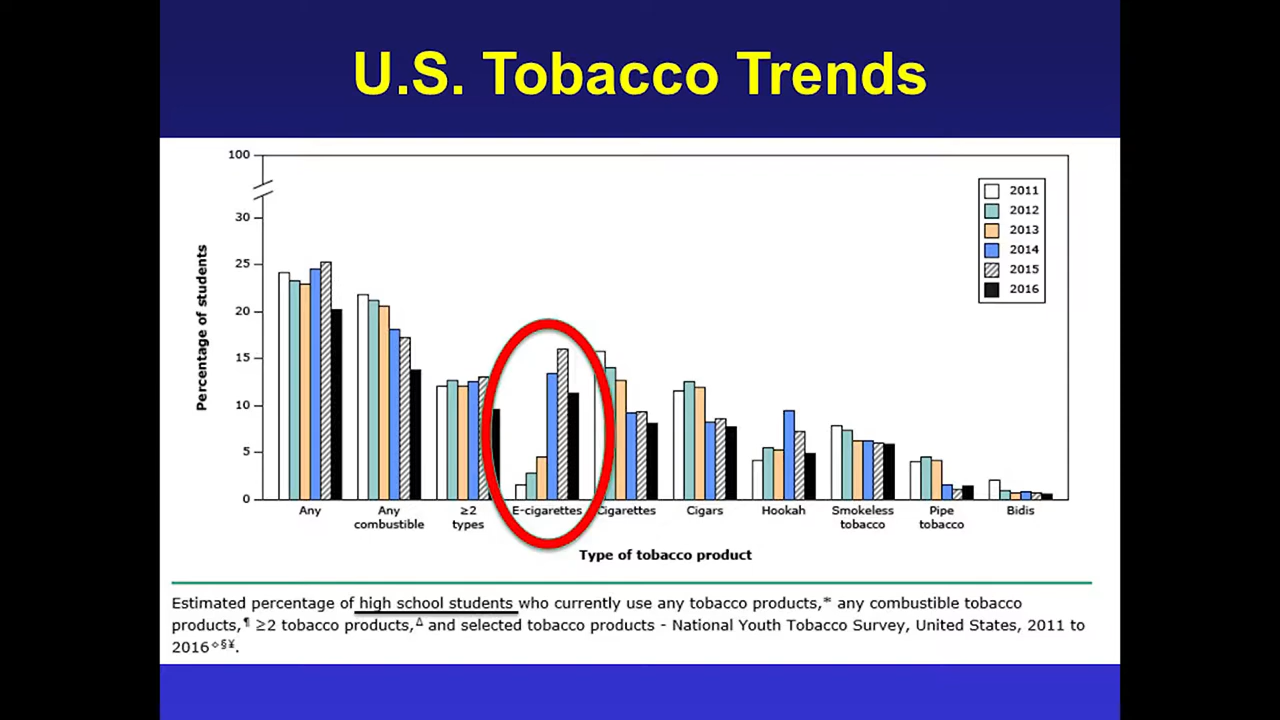 U.S. Tobacco Trends
100
30
25
20
15
10
5
0
Percentage of students
2011
2012
2013
2014
2015
2016
Any
Any combustible
≥2 types
E-cigarettes
Cigarettes
Cigars
Hookah
Smokeless tobacco
Pipe tobacco
Bidis
Type of tobacco product
Estimated percentage of high school students who currently use any tobacco products,* any combustible tobacco
products,¶ ≥2 tobacco products,Δ and selected tobacco products - National Youth Tobacco Survey, United States, 2011 to
2016◊§¥.